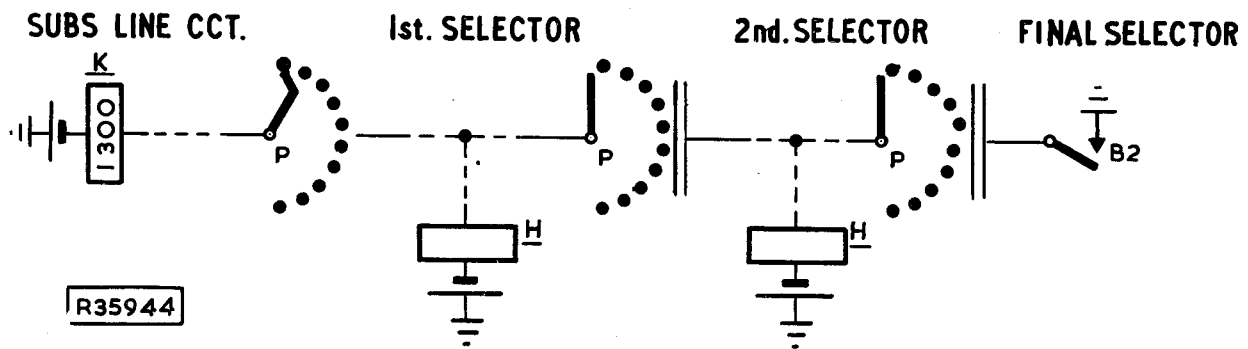 SUBS LINE CCT.
1st. SELECTOR
2nd. SELECTOR
FINAL SELECTOR
K
1300
P
P
P
B2
H
H
R35944